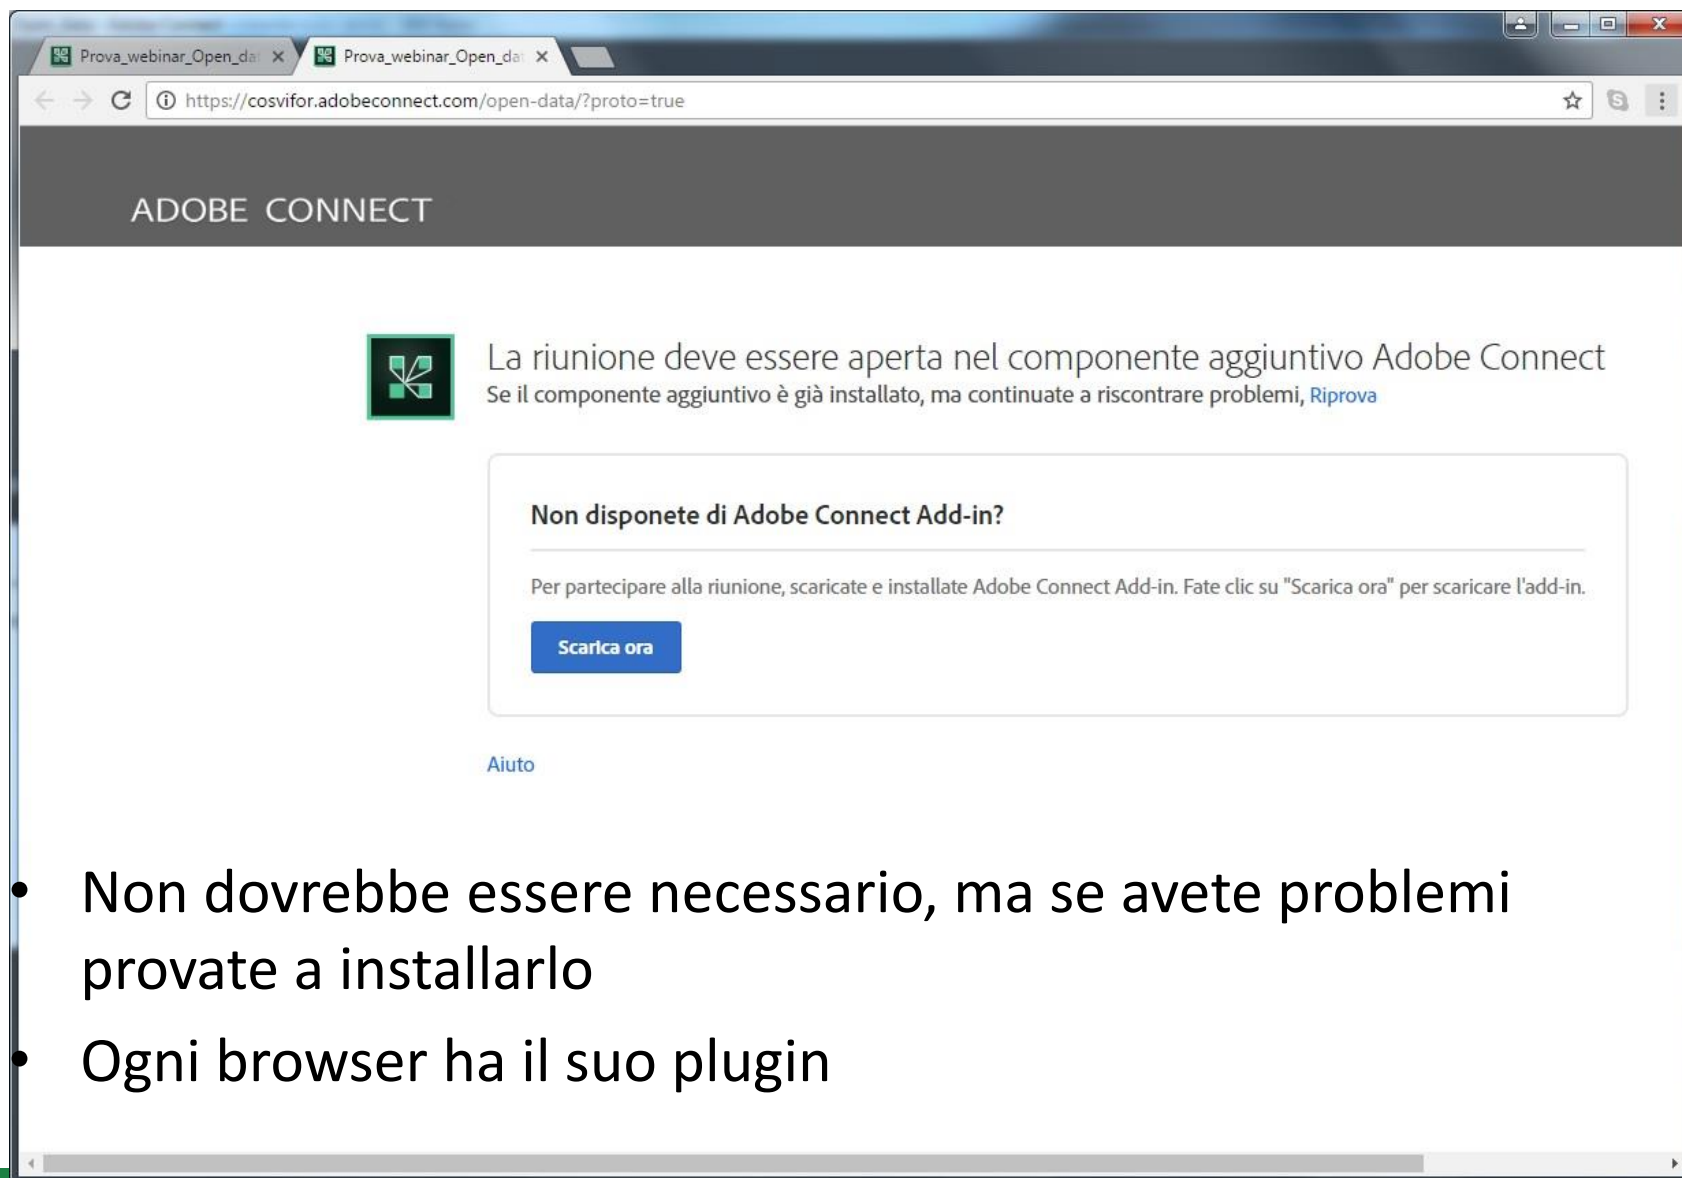 Prova_webinar_Open_da
Prova_webinar_Open_dat
https://cosvifor.adobeconnect.com/open-data/?proto=true
ADOBE CONNECT
La riunione deve essere aperta nel componente aggiuntivo Adobe Connect
Se il componente aggiuntivo è già installato, ma continuate a riscontrare problemi, Riprova
Non disponete di Adobe Connect Add-in?
Per partecipare alla riunione, scaricate e installate Adobe Connect Add-in. Fate clic su "Scarica ora" per scaricare l'add-in.
Scarica ora
Aiuto
• Non dovrebbe essere necessario, ma se avete problemi
provate a installarlo
• Ogni browser ha il suo plugin